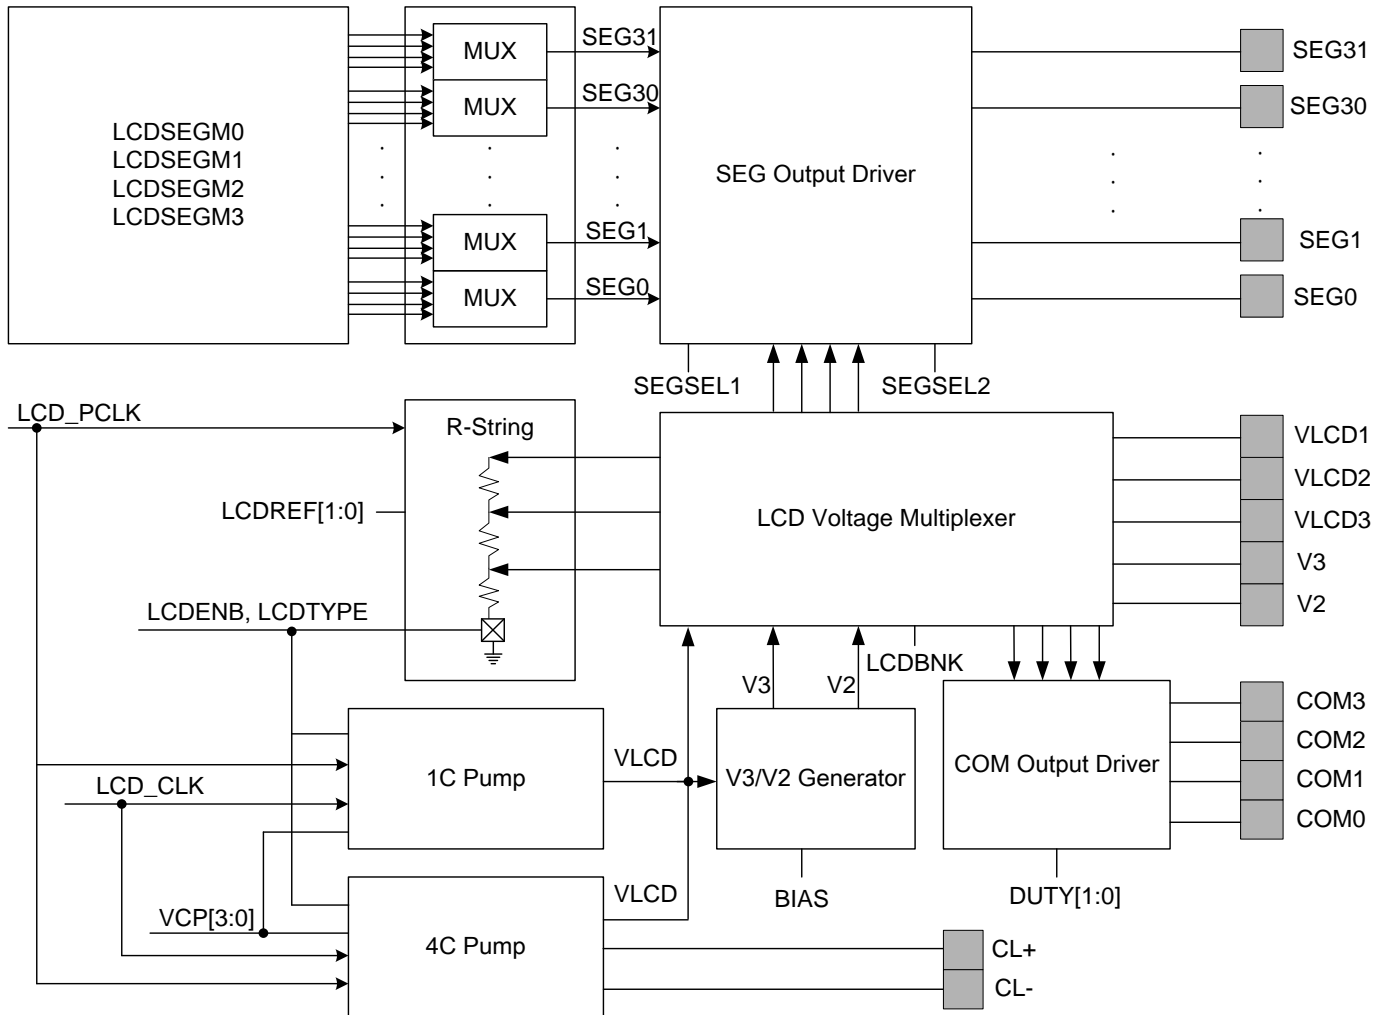 LCDSEGM0
LCDSEGM1
LCDSEGM2
LCDSEGM3
MUX
MUX
MUX
MUX
SEG31
SEG30
SEG1
SEG0
SEG Output Driver
SEG31
SEG30
SEG1
SEG0
SEGSEL1
SEGSEL2
LCD_PCLK
R-String
LCDREF[1:0]
LCDENB, LCDTYPE
LCD Voltage Multiplexer
VLCD1
VLCD2
VLCD3
V3
V2
V3
V2
LCDBNK
LCD_CLK
1C Pump
VLCD
V3/V2 Generator
COM Output Driver
COM3
COM2
COM1
COM0
VCP[3:0]
4C Pump
VLCD
BIAS
DUTY[1:0]
CL+
CL-